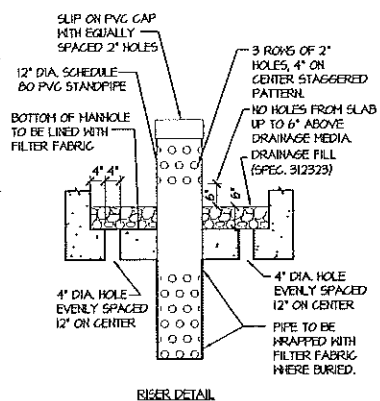 SLIP ON PVC CAP
WITH EQUALLY
SPACED 2" HOLES
12" DIA. SCHEDULE
80 PVC STANDPIPE
BOTTOM OF MANHOLE
TO BE LINED WITH
FILTER FABRIC
3 ROWS OF 2"
HOLES, 4" ON
CENTER STAGGERED
PATTERN.
NO HOLES FROM SLAB
UP TO 6" ABOVE
DRAINAGE MEDIA.
DRAINAGE FILL
(SPEC. 312323)
4" 4"
6" 6"
4" DIA. HOLE
EVENLY SPACED
12" ON CENTER
4" DIA. HOLE
EVENLY SPACED
12" ON CENTER
PIPE TO BE
WRAPPED WITH
FILTER FABRIC
WHERE BURIED.
RISER DETAIL